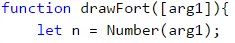 function drawFort([arg1]){
    let n = Number(arg1);